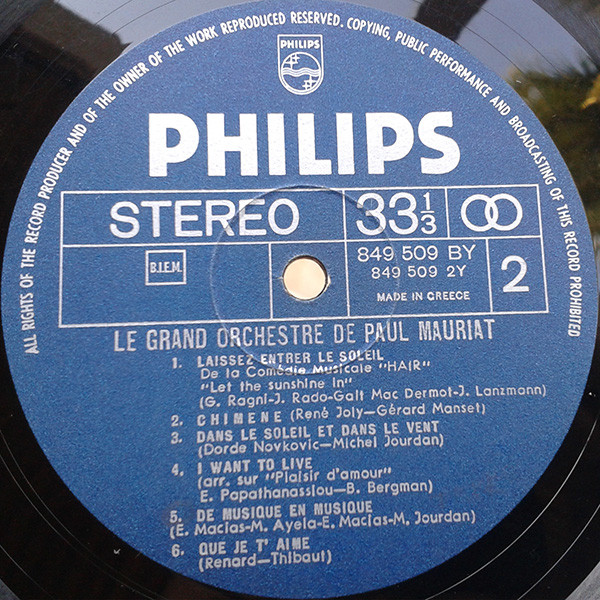 ALL RIGHTS OF THE RECORD PRODUCER AND OF THE OWNER OF THE WORK REPRODUCED RESERVED. COPYING, PUBLIC PERFORMANCE AND BROADCASTING OF THIS RECORD PROHIBITED
PHILIPS
PHILIPS
STEREO
33 1/3
B.I.E.M.
849 509 BY
849 509 2Y
MADE IN GREECE
2
LE GRAND ORCHESTRE DE PAUL MAURIAT
1. LAISSEZ ENTRER LE SOLEIL
De la Comédie Musicale "HAIR"
"Let the sunshine in"
(G. Ragni-J. Rado-Galt Mac Dermot-J. Lanzmann)
2. CHIMENE (René Joly-Gérard Manset)
3. DANS LE SOLEIL ET DANS LE VENT
(Dorde Novkovic-Michel Jourdan)
4. I WANT TO LIVE
(arr. sur "Plaisir d'amour"
E. Papathanassiou-B. Bergman)
5. DE MUSIQUE EN MUSIQUE
(E. Macias-M. Ayela-E. Macias-M. Jourdan)
6. QUE JE T' AIME
(Renard-Thibaut)